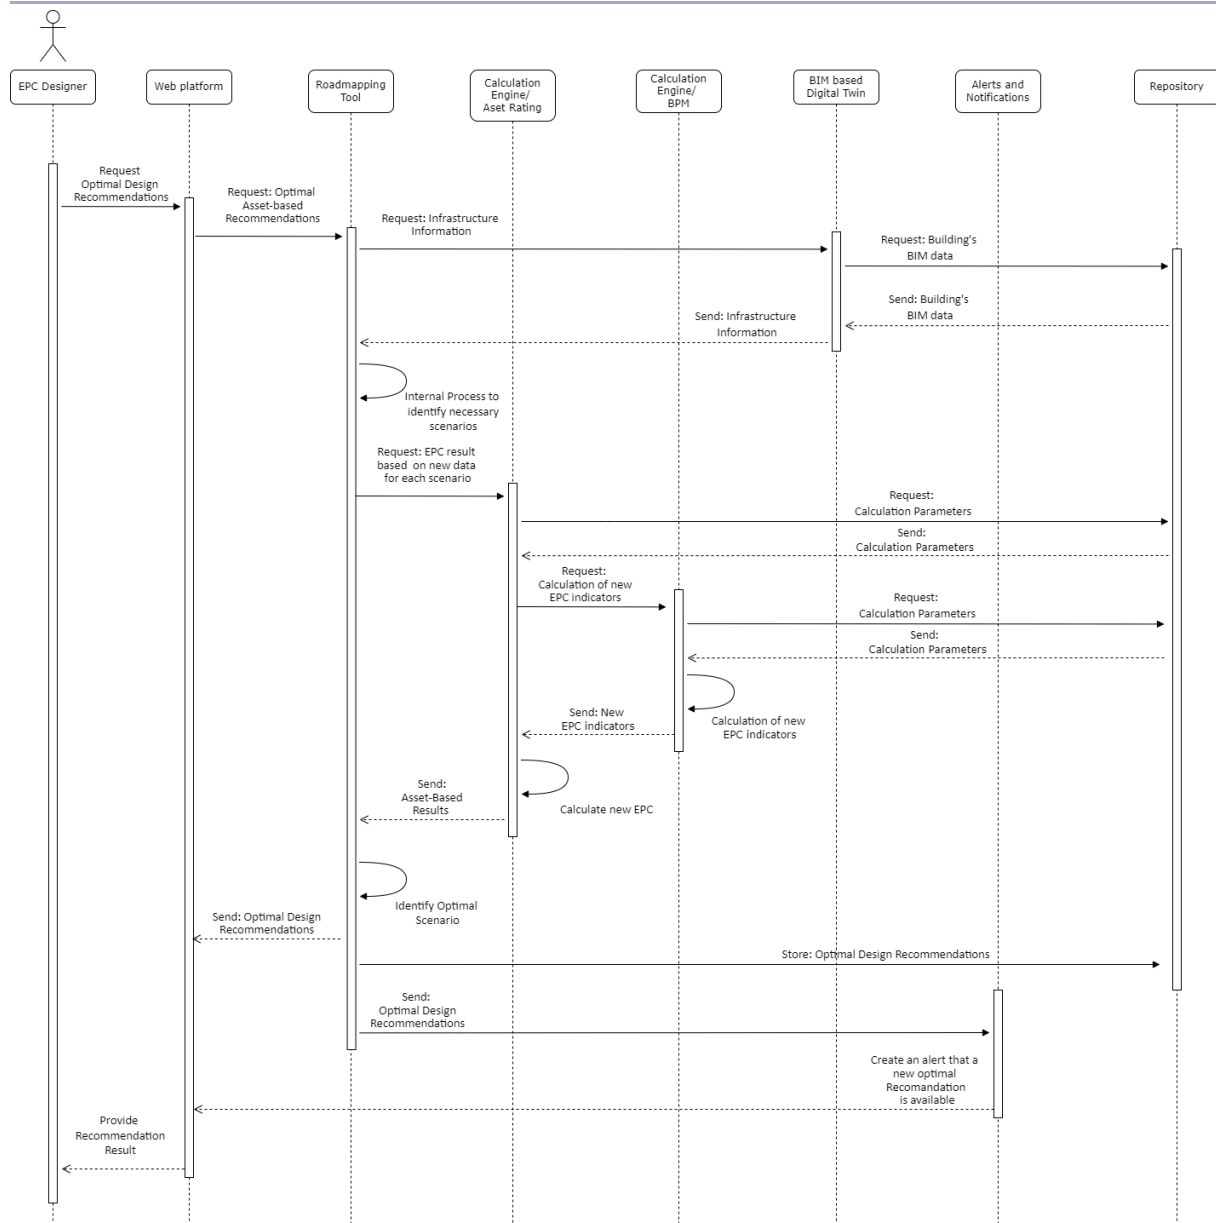 EPC Designer
Web platform
Roadmapping
Tool
Calculation
Engine/
Aset Rating
Calculation
Engine/
BPM
BIM based
Digital Twin
Alerts and
Notifications
Repository
Request
Optimal Design
Recommendations
Request: Optimal
Asset-based
Recommendations
Request: Infrastructure
Information
Request: Building's
BIM data
Send: Building's
BIM data
Send: Infrastructure
Information
Internal Process to
identify necessary
scenarios
Request: EPC result
based on new data
for each scenario
Request:
Calculation Parameters
Send:
Calculation Parameters
Request:
Calculation of new
EPC indicators
Request:
Calculation Parameters
Send:
Calculation Parameters
Calculation of new
EPC indicators
Send: New
EPC indicators
Calculate new EPC
Send:
Asset-Based
Results
Identify Optimal
Scenario
Send: Optimal Design
Recommendations
Store: Optimal Design Recommendations
Send:
Optimal Design
Recommendations
Create an alert that a
new optimal
Recomandation
is available
Provide
Recommendation
Result